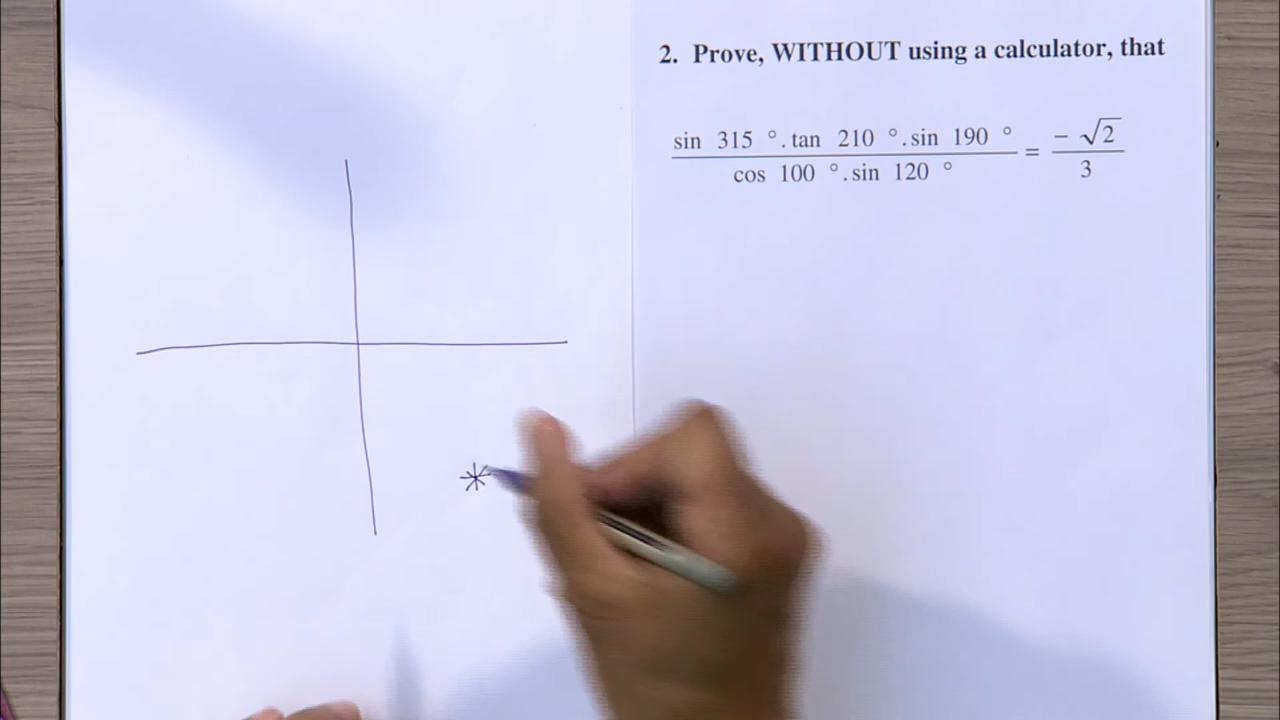 2. Prove, WITHOUT using a calculator, that
sin 315 °. tan 210 °. sin 190 ° = - √2
cos 100 °. sin 120 ° 3